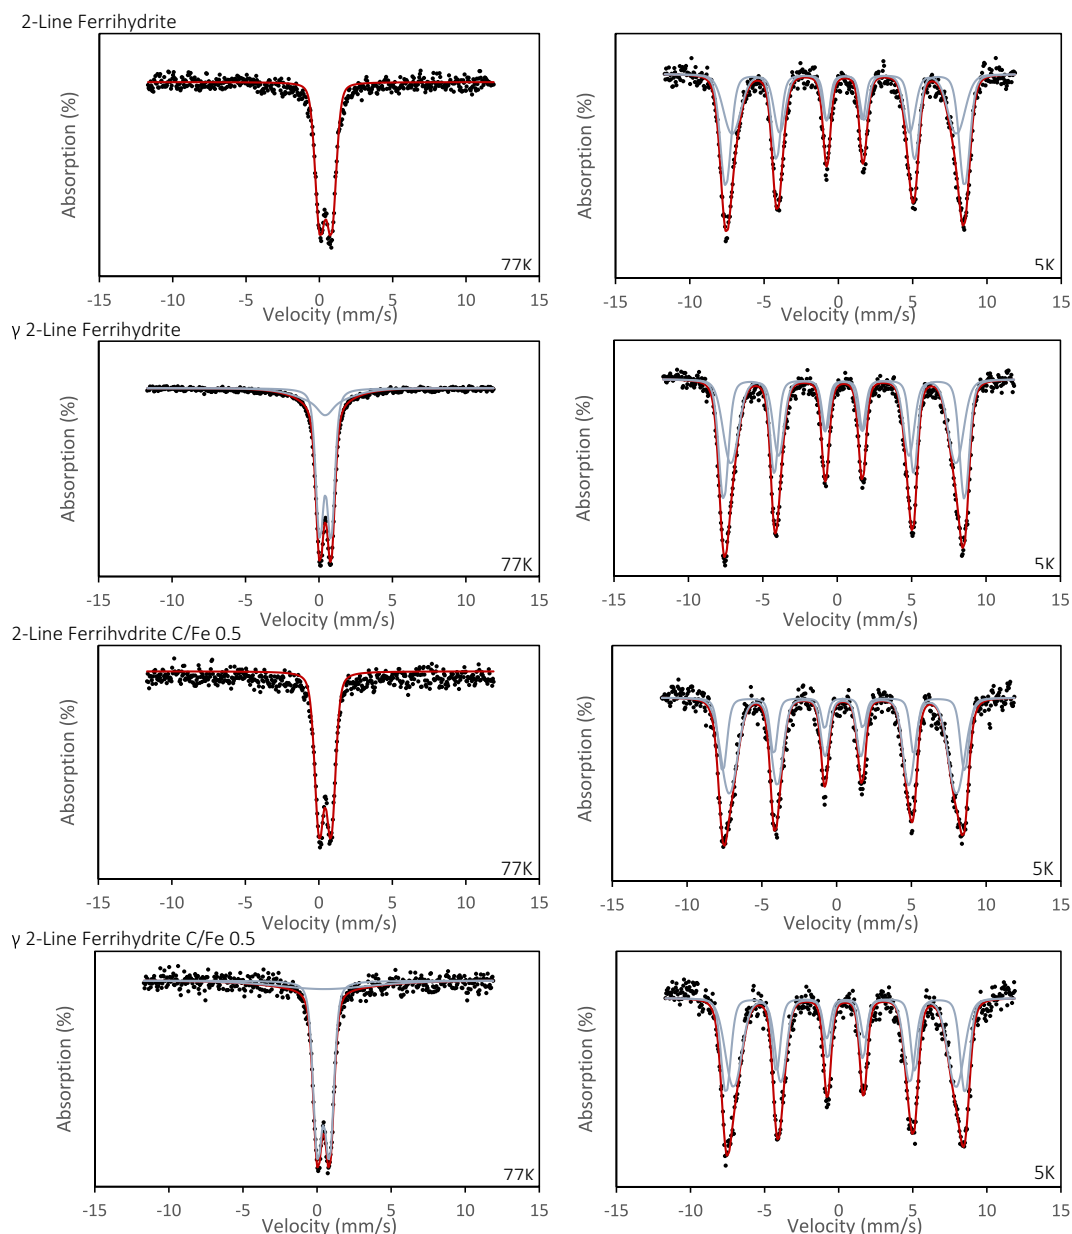 2-Line Ferrihydrite
Absorption (%)
77K
-15 -10 -5 0 5 10 15
Velocity (mm/s)
Absorption (%)
5K
-15 -10 -5 0 5 10 15
Velocity (mm/s)
γ 2-Line Ferrihydrite
Absorption (%)
77K
-15 -10 -5 0 5 10 15
Velocity (mm/s)
Absorption (%)
5K
-15 -10 -5 0 5 10 15
Velocity (mm/s)
2-Line Ferrihydrite C/Fe 0.5
Absorption (%)
77K
-15 -10 -5 0 5 10 15
Velocity (mm/s)
Absorption (%)
5K
-15 -10 -5 0 5 10 15
Velocity (mm/s)
γ 2-Line Ferrihydrite C/Fe 0.5
Absorption (%)
77K
-15 -10 -5 0 5 10 15
Velocity (mm/s)
Absorption (%)
5K
-15 -10 -5 0 5 10 15
Velocity (mm/s)